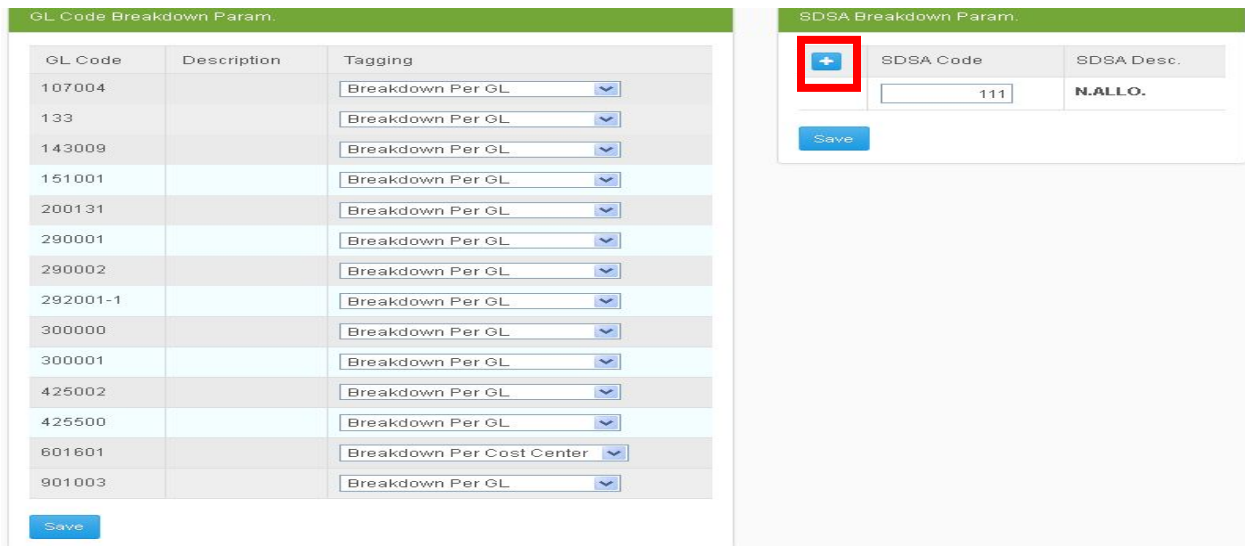 GL Code Breakdown Param.
GL Code Description Tagging
107004 Breakdown Per GL
133 Breakdown Per GL
143009 Breakdown Per GL
151001 Breakdown Per GL
200131 Breakdown Per GL
290001 Breakdown Per GL
290002 Breakdown Per GL
292001-1 Breakdown Per GL
300000 Breakdown Per GL
300001 Breakdown Per GL
425002 Breakdown Per GL
425500 Breakdown Per GL
601601 Breakdown Per Cost Center
901003 Breakdown Per GL
Save
SDSA Breakdown Param.
+ SDSA Code SDSA Desc.
111 N.ALLO.
Save